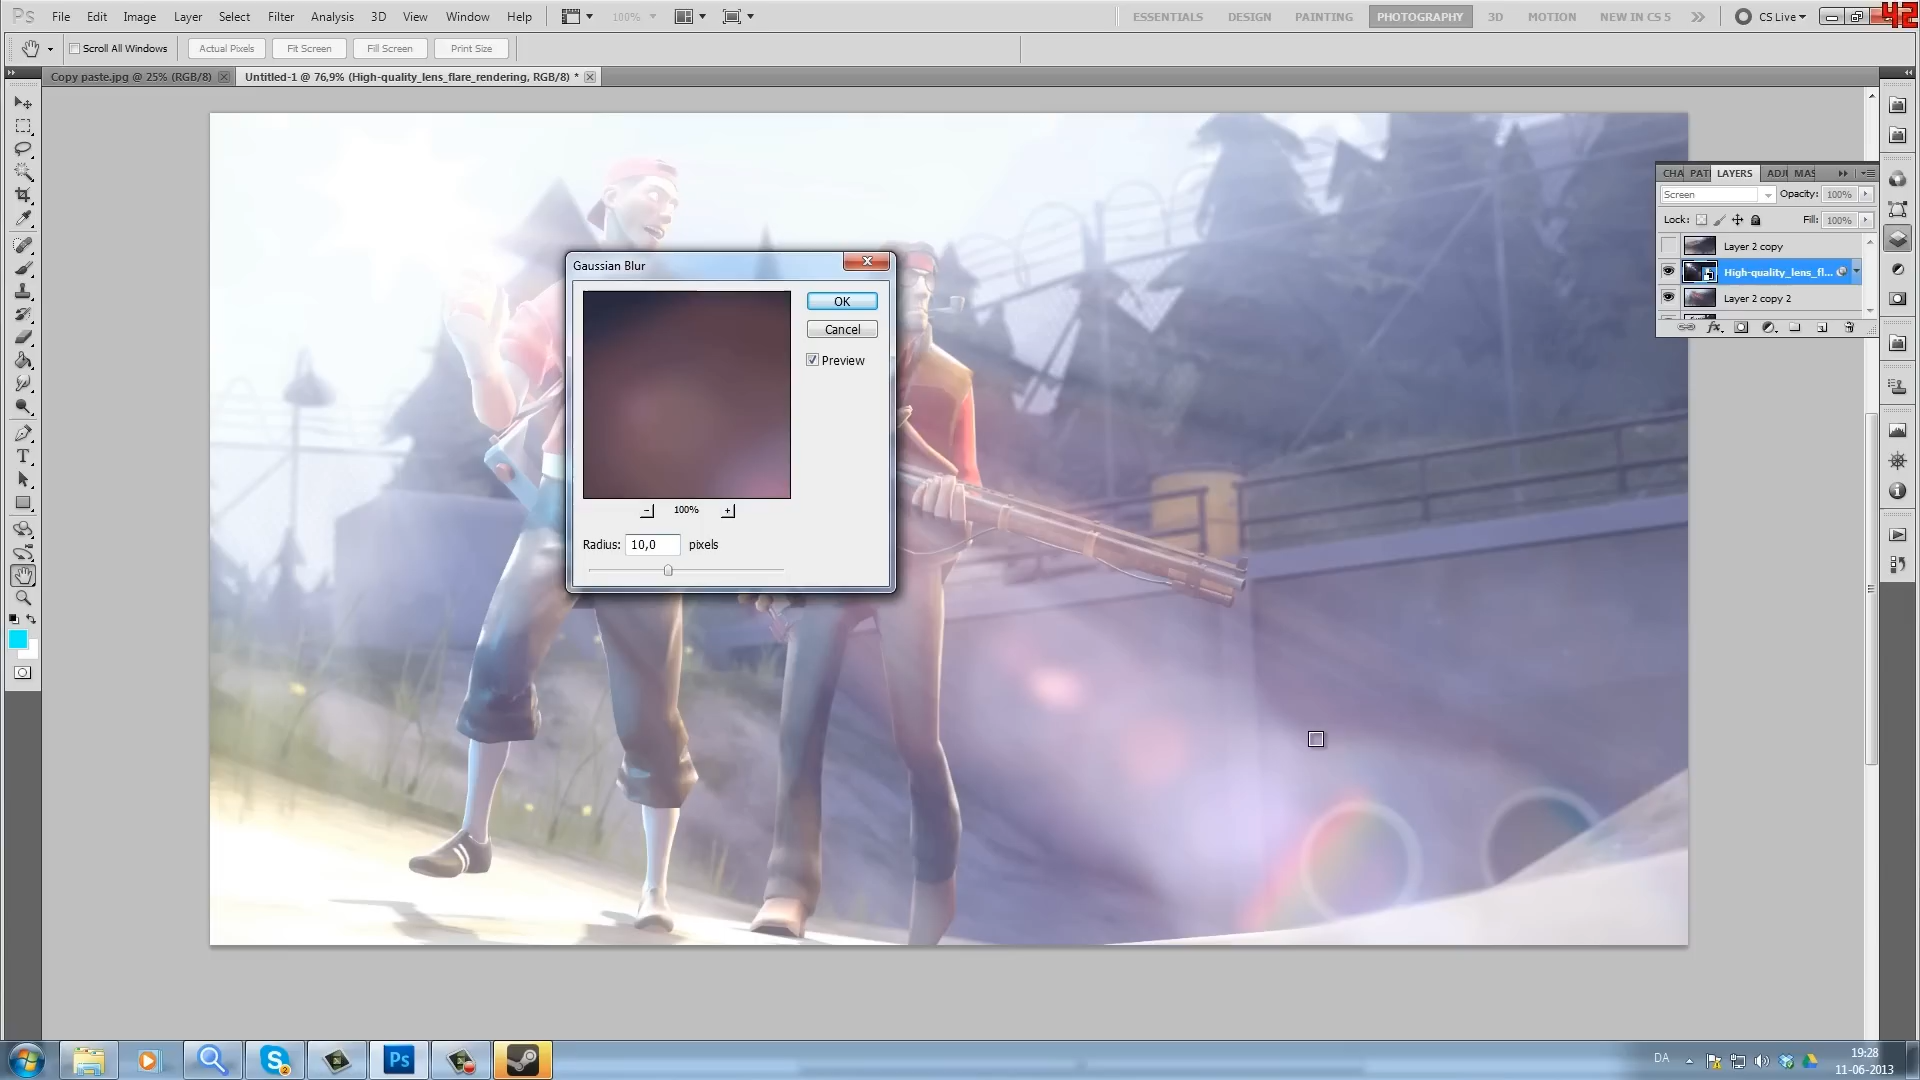 Ps File Edit Image Layer Select Filter Analysis 3D View Window Help 100% ESSENTIALS DESIGN PAINTING PHOTOGRAPHY 3D MOTION NEW IN CS 5 CS Live 42
Scroll All Windows Actual Pixels Fit Screen Fill Screen Print Size
Copy paste.jpg @ 25% (RGB/8) Untitled-1 @ 76,9% (High-quality_lens_flare_rendering, RGB/8) *
CHA PAT LAYERS ADJ MAS
Screen Opacity: 100%
Lock: Fill: 100%
Layer 2 copy
High-quality_lens_fl...
Layer 2 copy 2
fx
Gaussian Blur
OK
Cancel
Preview
100%
Radius: 10,0 pixels
T
S 2 Ps DA 19:28
11-06-2013